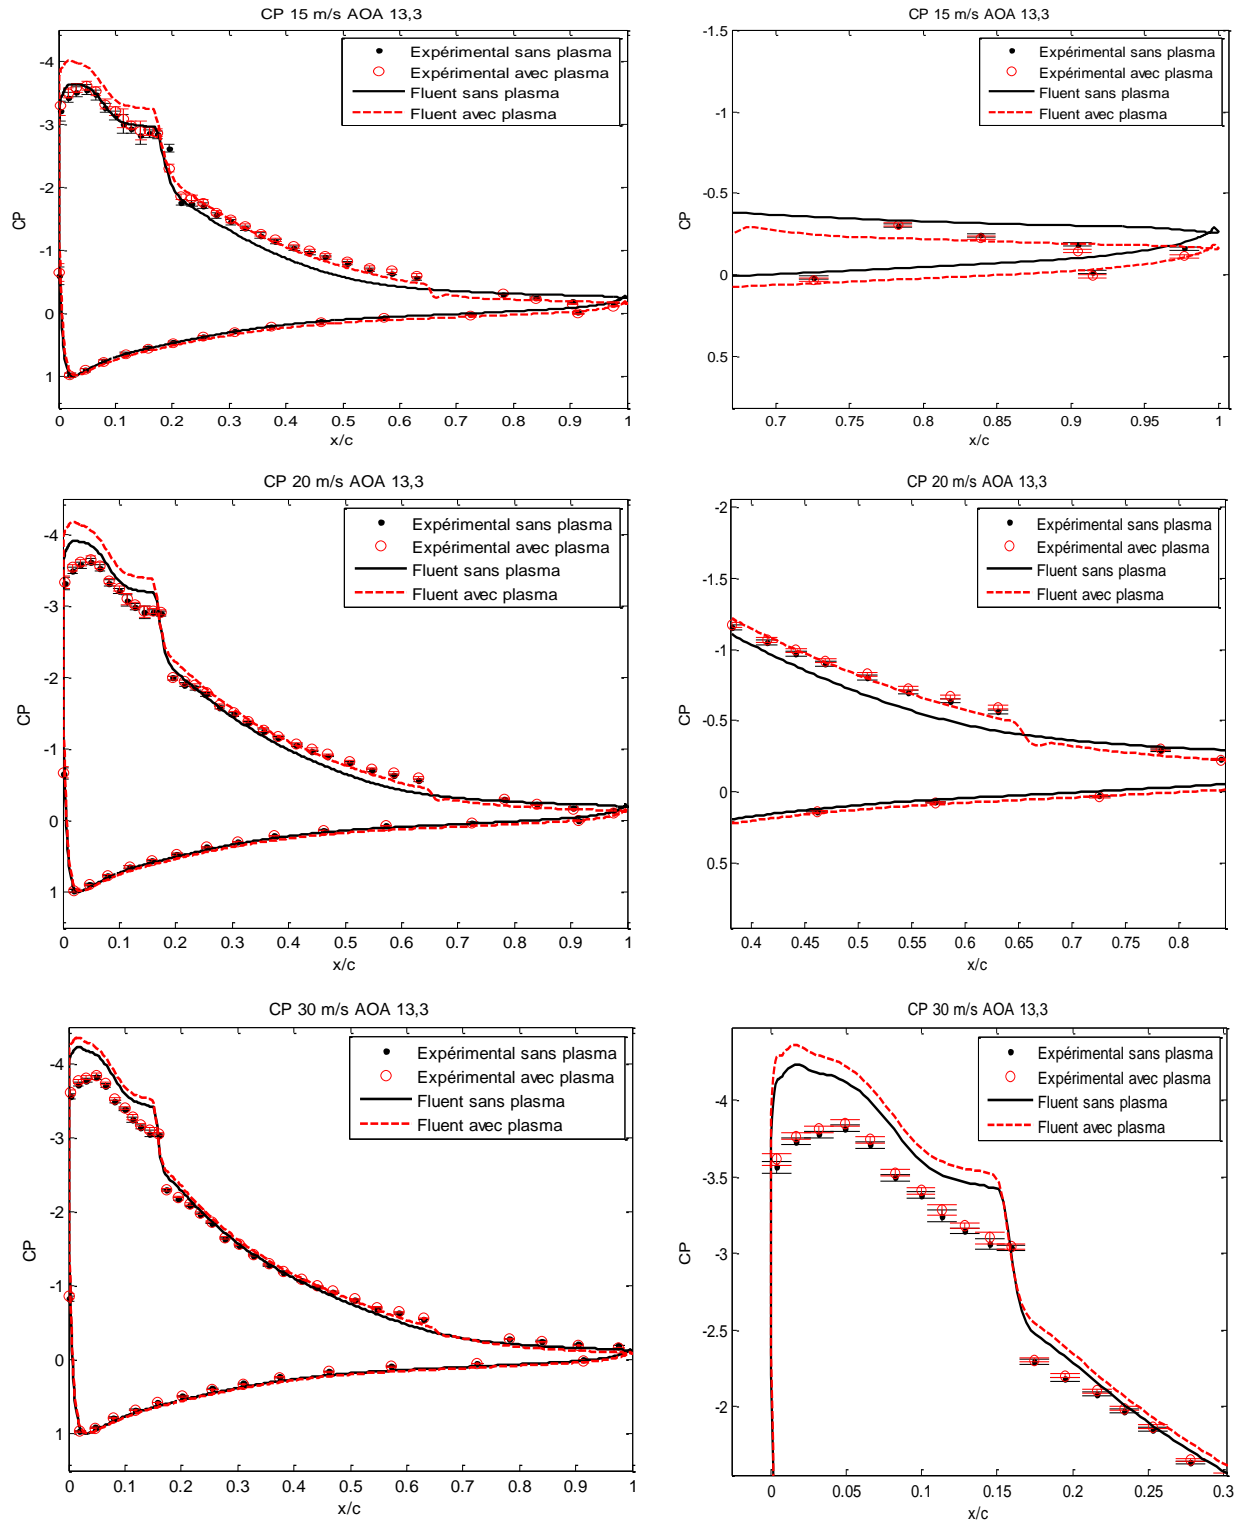 CP 15 m/s AOA 13,3
Expérimental sans plasma
Expérimental avec plasma
Fluent sans plasma
Fluent avec plasma
-4
-3
-2
-1
0
1
CP
0 0.1 0.2 0.3 0.4 0.5 0.6 0.7 0.8 0.9 1
x/c
CP 15 m/s AOA 13,3
Expérimental sans plasma
Expérimental avec plasma
Fluent sans plasma
Fluent avec plasma
-1.5
-1
-0.5
0
0.5
CP
0.7 0.75 0.8 0.85 0.9 0.95 1
x/c
CP 20 m/s AOA 13,3
Expérimental sans plasma
Expérimental avec plasma
Fluent sans plasma
Fluent avec plasma
-4
-3
-2
-1
0
1
CP
0 0.1 0.2 0.3 0.4 0.5 0.6 0.7 0.8 0.9 1
x/c
CP 20 m/s AOA 13,3
Expérimental sans plasma
Expérimental avec plasma
Fluent sans plasma
Fluent avec plasma
-2
-1.5
-1
-0.5
0
0.5
CP
0.4 0.45 0.5 0.55 0.6 0.65 0.7 0.75 0.8
x/c
CP 30 m/s AOA 13,3
Expérimental sans plasma
Expérimental avec plasma
Fluent sans plasma
Fluent avec plasma
-4
-3
-2
-1
0
1
CP
0 0.1 0.2 0.3 0.4 0.5 0.6 0.7 0.8 0.9 1
x/c
CP 30 m/s AOA 13,3
Expérimental sans plasma
Expérimental avec plasma
Fluent sans plasma
Fluent avec plasma
-4
-3.5
-3
-2.5
-2
CP
0 0.05 0.1 0.15 0.2 0.25 0.3
x/c